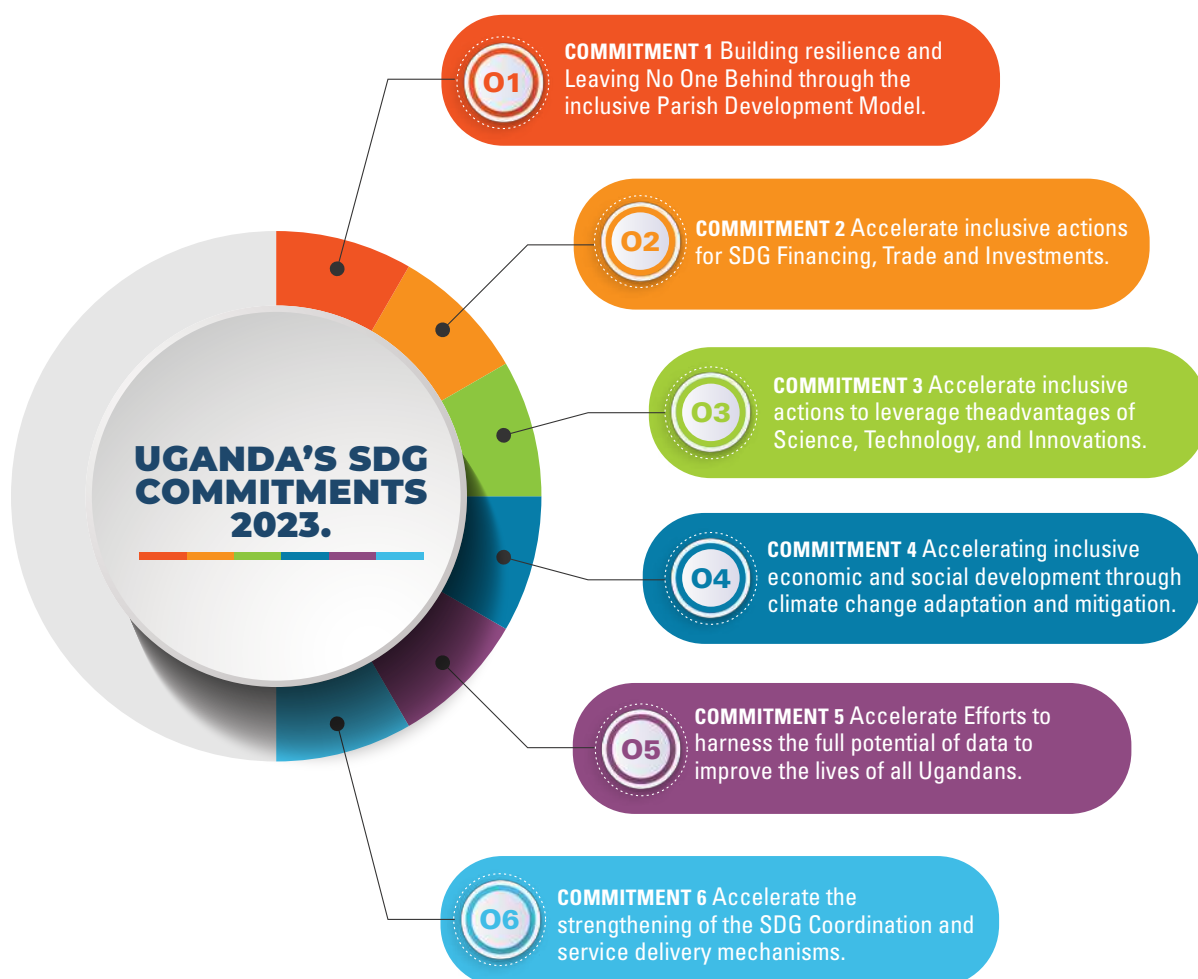 UGANDA'S SDG
COMMITMENTS
2023.
01
COMMITMENT 1 Building resilience and
Leaving No One Behind through the
inclusive Parish Development Model.
02
COMMITMENT 2 Accelerate inclusive actions
for SDG Financing, Trade and Investments.
03
COMMITMENT 3 Accelerate inclusive
actions to leverage theadvantages of
Science, Technology, and Innovations.
04
COMMITMENT 4 Accelerating inclusive
economic and social development through
climate change adaptation and mitigation.
05
COMMITMENT 5 Accelerate Efforts to
harness the full potential of data to
improve the lives of all Ugandans.
06
COMMITMENT 6 Accelerate the
strengthening of the SDG Coordination and
service delivery mechanisms.